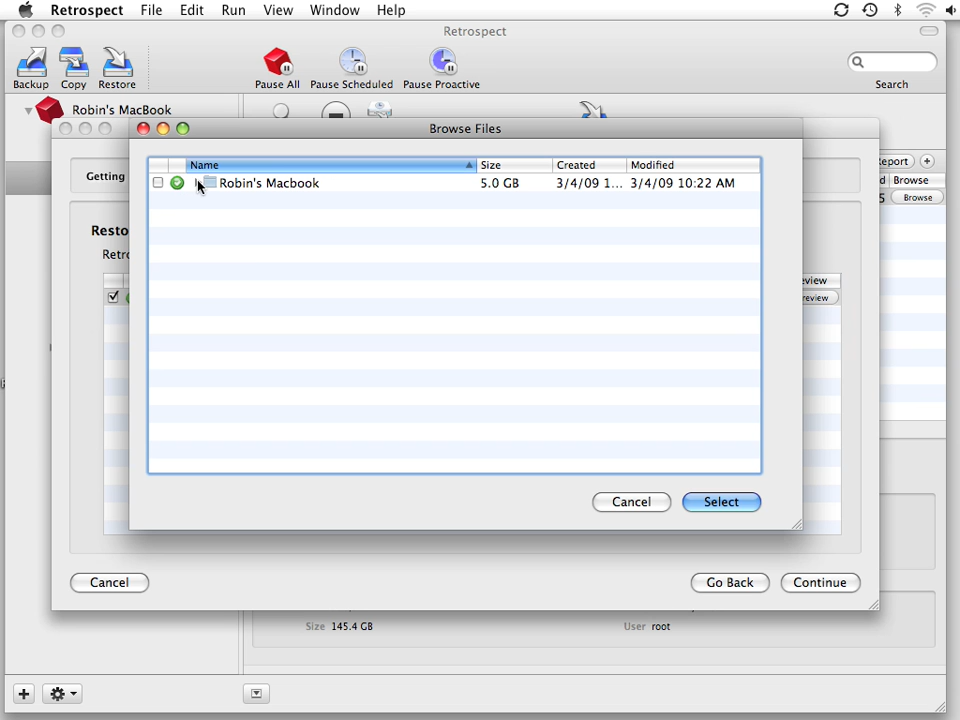 Retrospect File Edit Run View Window Help
Retrospect
Backup Copy Restore Pause All Pause Scheduled Pause Proactive Search
Robin's MacBook
Browse Files
Name Size Created Modified
Robin's Macbook 5.0 GB 3/4/09 1... 3/4/09 10:22 AM
Getting
Resto
Retro
eport
d Browse
5 Browse
eview
review
Cancel Select
Cancel Go Back Continue
Size 145.4 GB User root